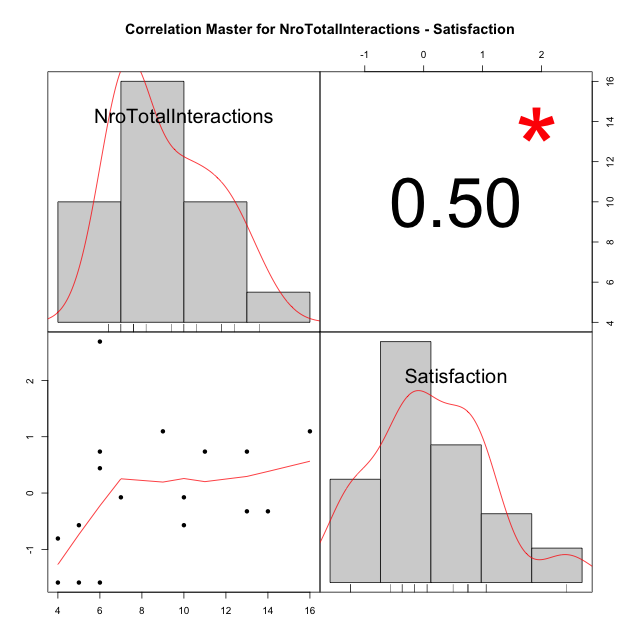 Correlation Master for NroTotalInteractions - Satisfaction
-1 0 1 2
NroTotalInteractions
*
0.50
16
14
12
10
8
6
4
Satisfaction
2
1
0
-1
4 6 8 10 12 14 16